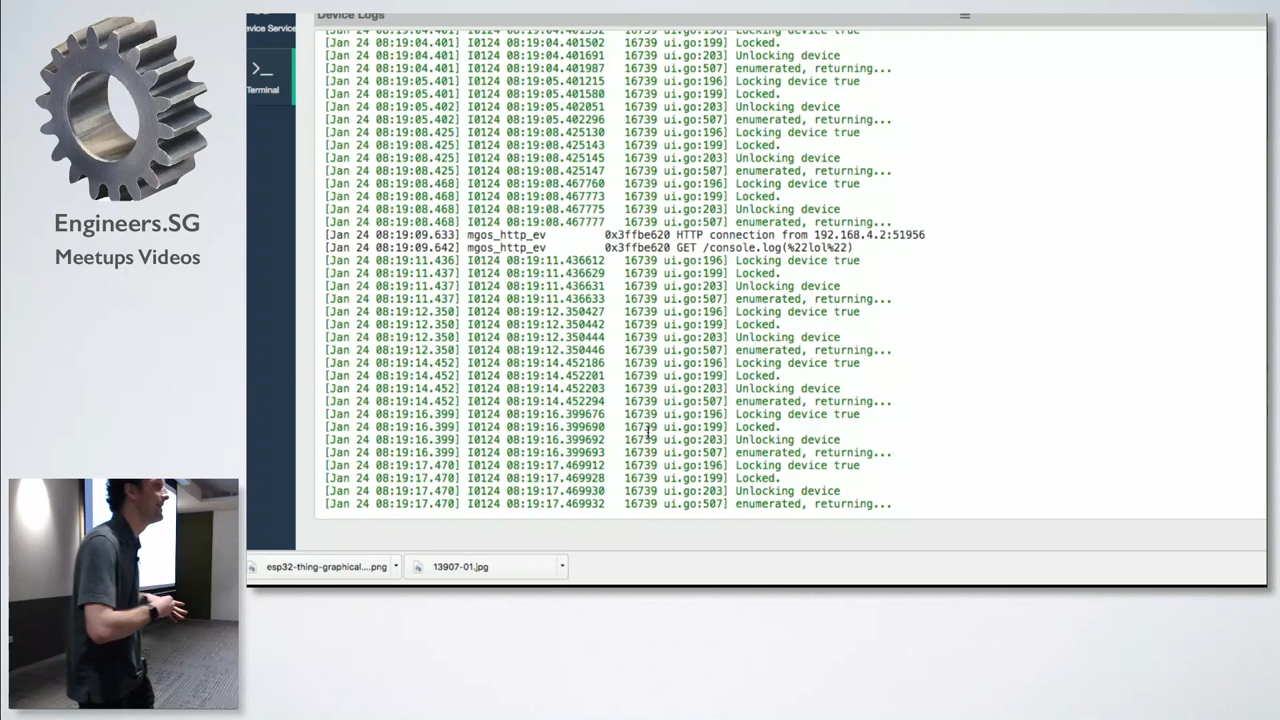 Engineers.SG
Meetups Videos
evice Service
Terminal
Device Logs
[Jan 24 08:19:04.401] I0124 08:19:04.401502 16739 ui.go:199] Locked.
[Jan 24 08:19:04.401] I0124 08:19:04.401691 16739 ui.go:203] Unlocking device
[Jan 24 08:19:04.401] I0124 08:19:04.401987 16739 ui.go:507] enumerated, returning...
[Jan 24 08:19:05.401] I0124 08:19:05.401215 16739 ui.go:196] Locking device true
[Jan 24 08:19:05.401] I0124 08:19:05.401580 16739 ui.go:199] Locked.
[Jan 24 08:19:05.402] I0124 08:19:05.402051 16739 ui.go:203] Unlocking device
[Jan 24 08:19:05.402] I0124 08:19:05.402296 16739 ui.go:507] enumerated, returning...
[Jan 24 08:19:08.425] I0124 08:19:08.425130 16739 ui.go:196] Locking device true
[Jan 24 08:19:08.425] I0124 08:19:08.425143 16739 ui.go:199] Locked.
[Jan 24 08:19:08.425] I0124 08:19:08.425145 16739 ui.go:203] Unlocking device
[Jan 24 08:19:08.425] I0124 08:19:08.425147 16739 ui.go:507] enumerated, returning...
[Jan 24 08:19:08.468] I0124 08:19:08.467760 16739 ui.go:196] Locking device true
[Jan 24 08:19:08.468] I0124 08:19:08.467773 16739 ui.go:199] Locked.
[Jan 24 08:19:08.468] I0124 08:19:08.467775 16739 ui.go:203] Unlocking device
[Jan 24 08:19:08.468] I0124 08:19:08.467777 16739 ui.go:507] enumerated, returning...
[Jan 24 08:19:09.633] mgos_http_ev 0x3ffbe620 HTTP connection from 192.168.4.2:51956
[Jan 24 08:19:09.642] mgos_http_ev 0x3ffbe620 GET /console.log(%22lol%22)
[Jan 24 08:19:11.436] I0124 08:19:11.436612 16739 ui.go:196] Locking device true
[Jan 24 08:19:11.437] I0124 08:19:11.436629 16739 ui.go:199] Locked.
[Jan 24 08:19:11.437] I0124 08:19:11.436631 16739 ui.go:203] Unlocking device
[Jan 24 08:19:11.437] I0124 08:19:11.436633 16739 ui.go:507] enumerated, returning...
[Jan 24 08:19:12.350] I0124 08:19:12.350427 16739 ui.go:196] Locking device true
[Jan 24 08:19:12.350] I0124 08:19:12.350442 16739 ui.go:199] Locked.
[Jan 24 08:19:12.350] I0124 08:19:12.350444 16739 ui.go:203] Unlocking device
[Jan 24 08:19:12.350] I0124 08:19:12.350446 16739 ui.go:507] enumerated, returning...
[Jan 24 08:19:14.452] I0124 08:19:14.452186 16739 ui.go:196] Locking device true
[Jan 24 08:19:14.452] I0124 08:19:14.452201 16739 ui.go:199] Locked.
[Jan 24 08:19:14.452] I0124 08:19:14.452203 16739 ui.go:203] Unlocking device
[Jan 24 08:19:14.452] I0124 08:19:14.452294 16739 ui.go:507] enumerated, returning...
[Jan 24 08:19:16.399] I0124 08:19:16.399676 16739 ui.go:196] Locking device true
[Jan 24 08:19:16.399] I0124 08:19:16.399690 16739 ui.go:199] Locked.
[Jan 24 08:19:16.399] I0124 08:19:16.399692 16739 ui.go:203] Unlocking device
[Jan 24 08:19:16.399] I0124 08:19:16.399693 16739 ui.go:507] enumerated, returning...
[Jan 24 08:19:17.470] I0124 08:19:17.469912 16739 ui.go:196] Locking device true
[Jan 24 08:19:17.470] I0124 08:19:17.469928 16739 ui.go:199] Locked.
[Jan 24 08:19:17.470] I0124 08:19:17.469930 16739 ui.go:203] Unlocking device
[Jan 24 08:19:17.470] I0124 08:19:17.469932 16739 ui.go:507] enumerated, returning...
esp32-thing-graphical....png
13907-01.jpg